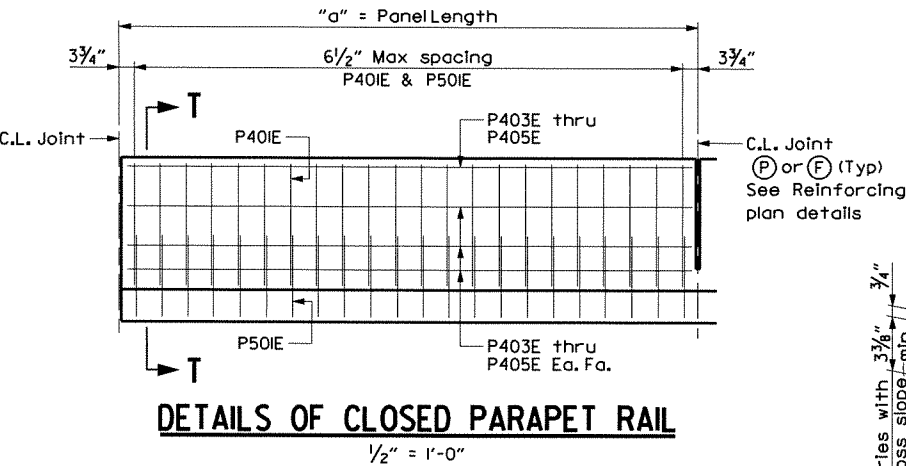 "a" = Panel Length
3¾"
6½" Max spacing
P401E & P501E
3¾"
T
C.L. Joint
P401E
P403E thru
P405E
C.L. Joint
Ⓟ or Ⓕ (Typ)
See Reinforcing
plan details
P501E
P403E thru
P405E Ea. Fa.
T
DETAILS OF CLOSED PARAPET RAIL
½" = 1'-0"
¾"
3⅜"
ries with
oss slope-min